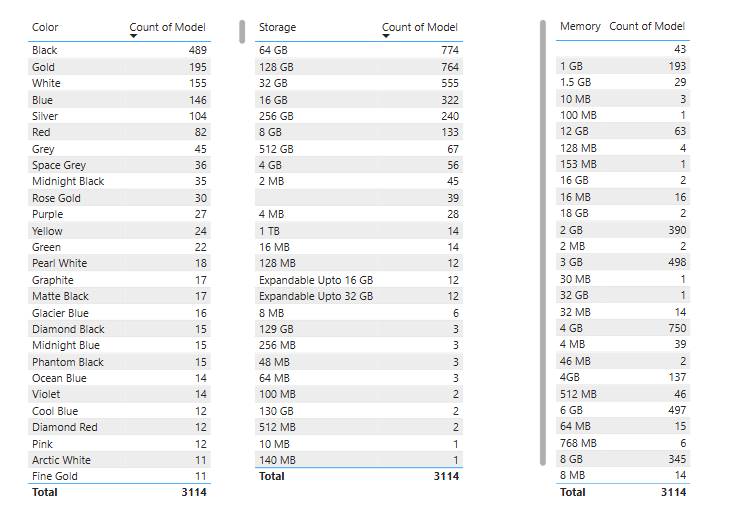 Color Count of Model
Black 489
Gold 195
White 155
Blue 146
Silver 104
Red 82
Grey 45
Space Grey 36
Midnight Black 35
Rose Gold 30
Purple 27
Yellow 24
Green 22
Pearl White 18
Graphite 17
Matte Black 17
Glacier Blue 16
Diamond Black 15
Midnight Blue 15
Phantom Black 15
Ocean Blue 14
Violet 14
Cool Blue 12
Diamond Red 12
Pink 12
Arctic White 11
Fine Gold 11
Total 3114
Storage Count of Model
64 GB 774
128 GB 764
32 GB 555
16 GB 322
256 GB 240
8 GB 133
512 GB 67
4 GB 56
2 MB 45
39
4 MB 28
1 TB 14
16 MB 14
128 MB 12
Expandable Upto 16 GB 12
Expandable Upto 32 GB 12
8 MB 6
129 GB 3
256 MB 3
48 MB 3
64 MB 3
100 MB 2
130 GB 2
512 MB 2
10 MB 1
140 MB 1
Total 3114
Memory Count of Model
43
1 GB 193
1.5 GB 29
10 MB 3
100 MB 1
12 GB 63
128 MB 4
153 MB 1
16 GB 2
16 MB 16
18 GB 2
2 GB 390
2 MB 2
3 GB 498
30 MB 1
32 GB 1
32 MB 14
4 GB 750
4 MB 39
46 MB 2
4GB 137
512 MB 46
6 GB 497
64 MB 15
768 MB 6
8 GB 345
8 MB 14
Total 3114